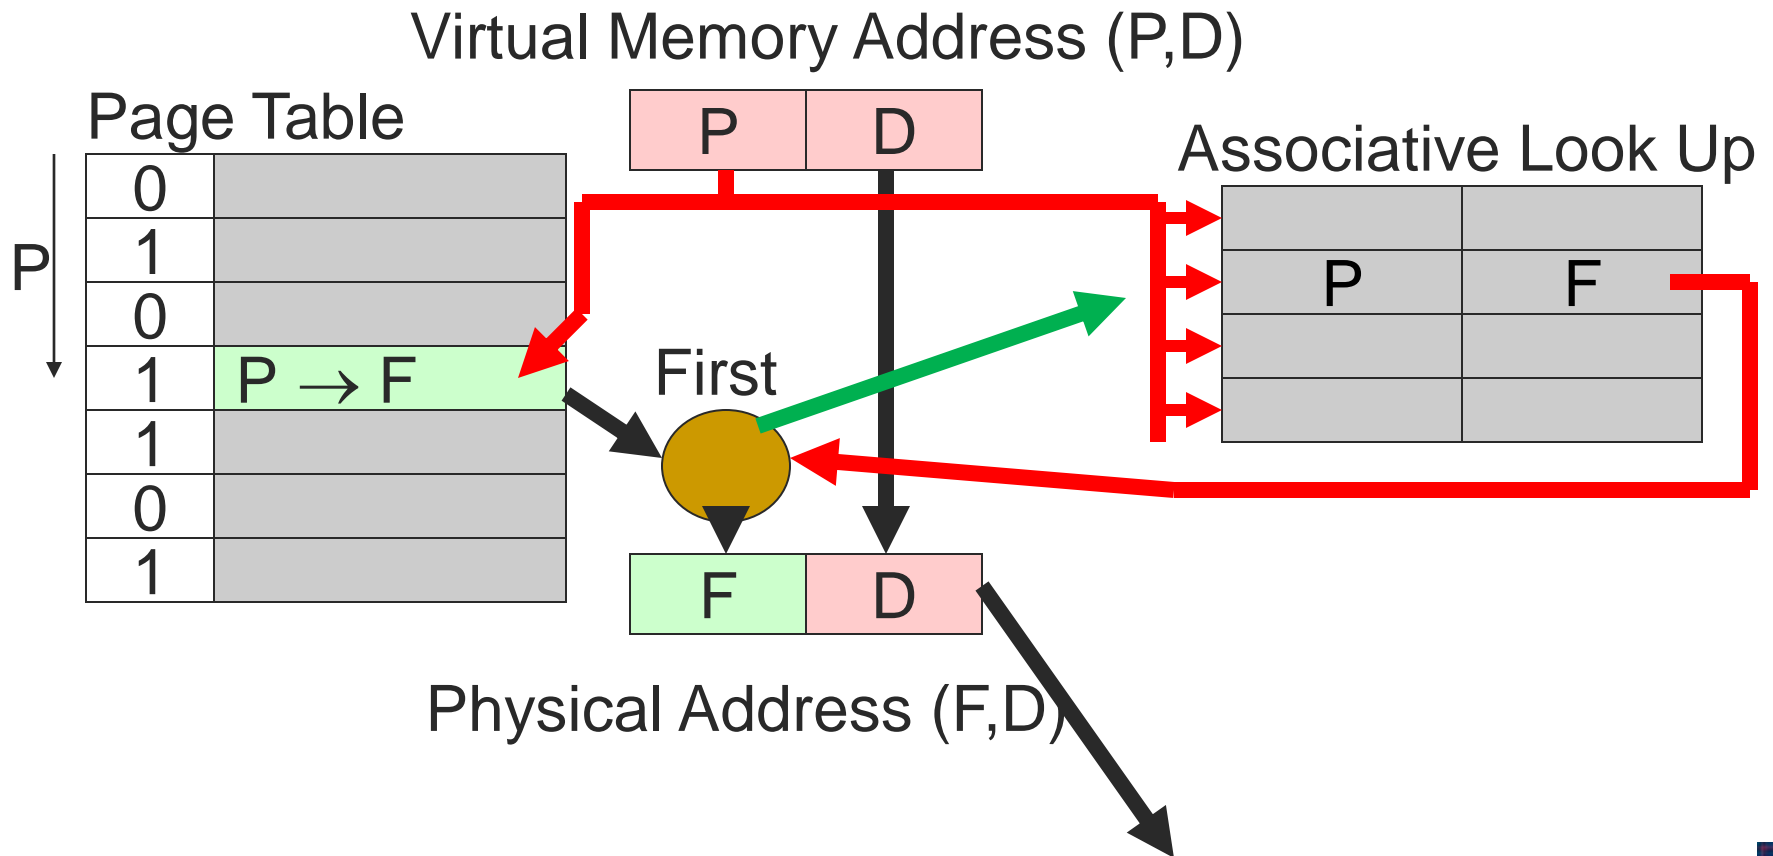 Virtual Memory Address (P,D)
Page Table
P D
Associative Look Up
0
1
P
0
P F
1 P → F
First
1
0
1
F D
Physical Address (F,D)